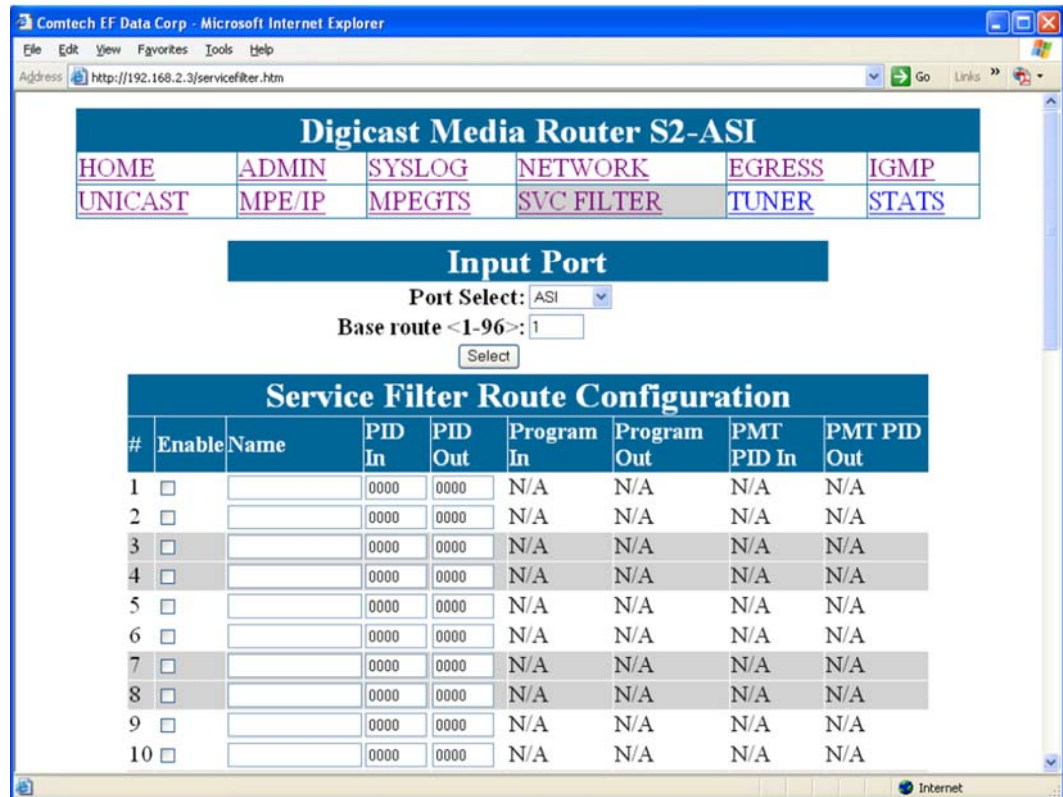 Comtech EF Data Corp - Microsoft Internet Explorer
File Edit View Favorites Tools Help
Address http://192.168.2.3/servicefilter.htm Go Links »
Digicast Media Router S2-ASI
HOME ADMIN SYSLOG NETWORK EGRESS IGMP
UNICAST MPE/IP MPEGTS SVC FILTER TUNER STATS
Input Port
Port Select: ASI
Base route <1-96>: 1
Select
Service Filter Route Configuration
# Enable Name PID In PID Out Program In Program Out PMT PID In PMT PID Out
1 0000 0000 N/A N/A N/A N/A
2 0000 0000 N/A N/A N/A N/A
3 0000 0000 N/A N/A N/A N/A
4 0000 0000 N/A N/A N/A N/A
5 0000 0000 N/A N/A N/A N/A
6 0000 0000 N/A N/A N/A N/A
7 0000 0000 N/A N/A N/A N/A
8 0000 0000 N/A N/A N/A N/A
9 0000 0000 N/A N/A N/A N/A
10 0000 0000 N/A N/A N/A N/A
Internet